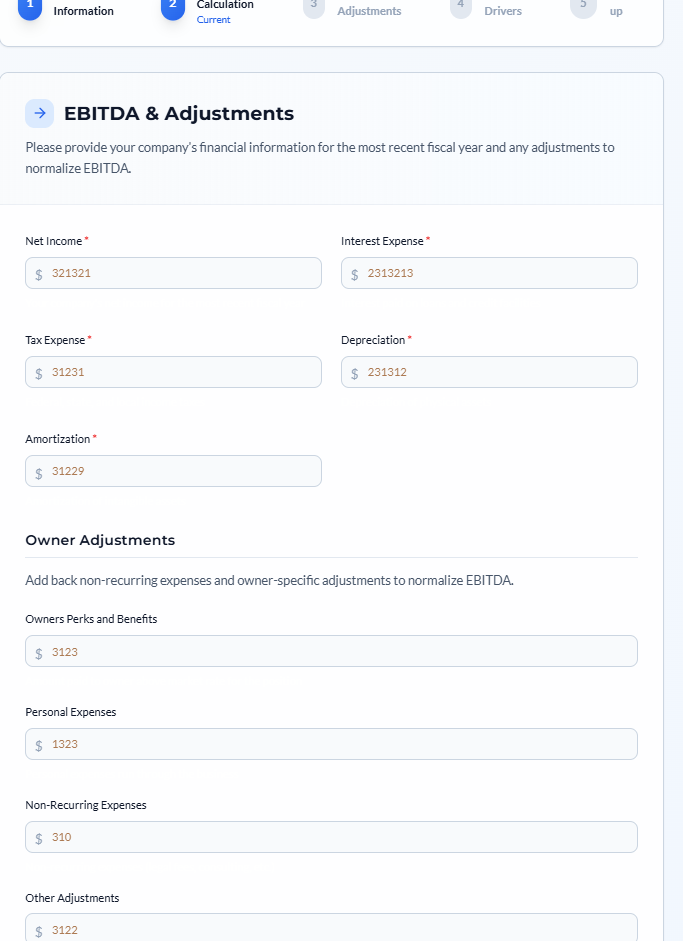 1 Information
2 Calculation
Current
3 Adjustments
4 Drivers
5 up
EBITDA & Adjustments
Please provide your company's financial information for the most recent fiscal year and any adjustments to
normalize EBITDA.
Net Income * Interest Expense *
$ 321321 $ 2313213
Tax Expense * Depreciation *
$ 31231 $ 231312
Amortization *
$ 31229
Owner Adjustments
Add back non-recurring expenses and owner-specific adjustments to normalize EBITDA.
Owners Perks and Benefits
$ 3123
Personal Expenses
$ 1323
Non-Recurring Expenses
$ 310
Other Adjustments
$ 3122